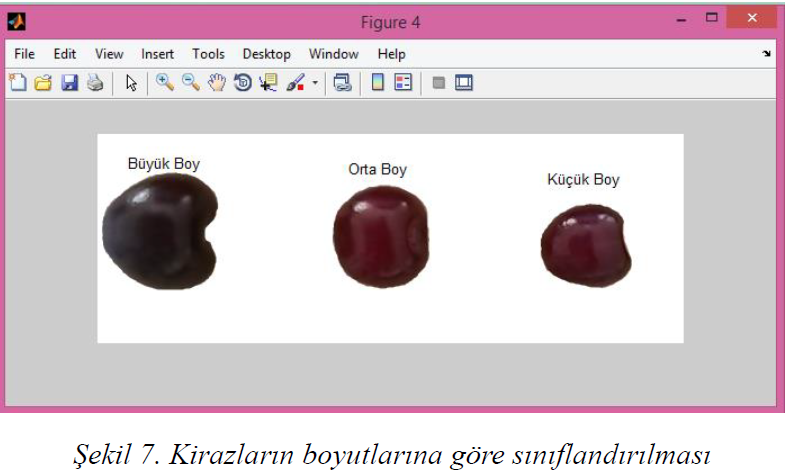 Figure 4
File Edit View Insert Tools Desktop Window Help
Büyük Boy
Orta Boy
Küçük Boy
Şekil 7. Kirazların boyutlarına göre sınıflandırılması